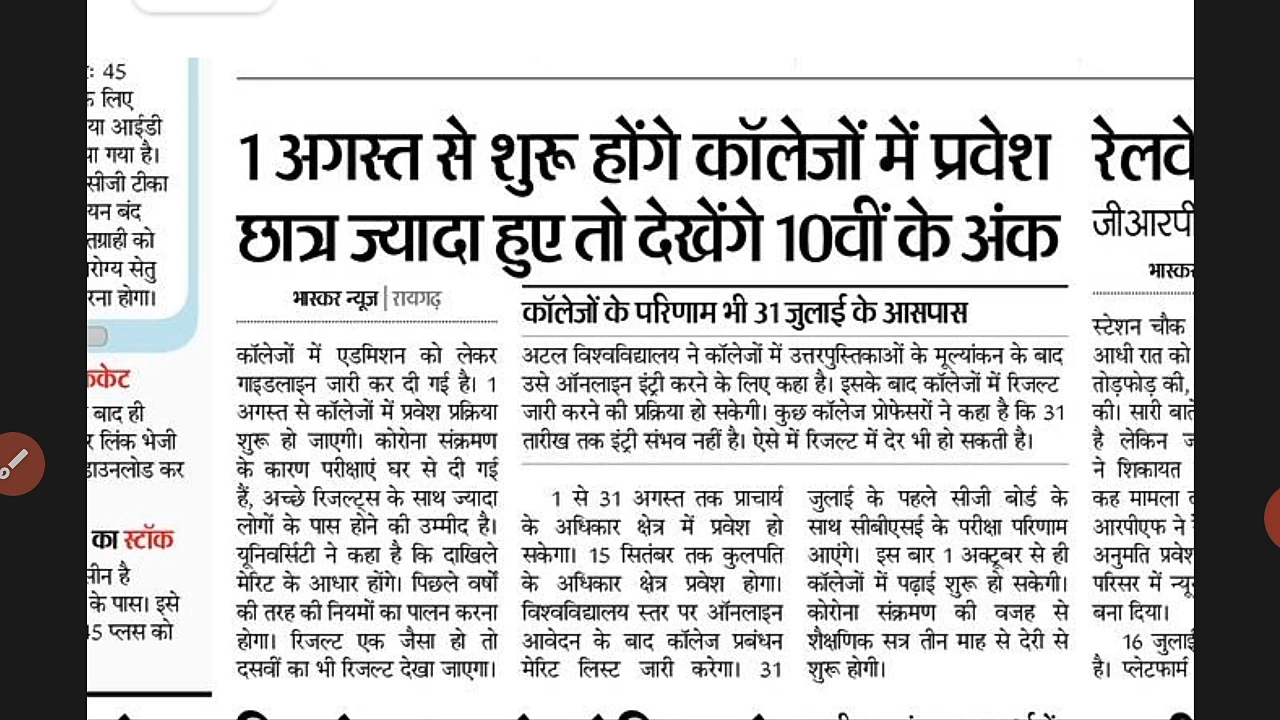 : 45
लिए
या आईडी
गया है।
सीजी टीका
यन बंद
तग्राही को
रोग्य सेतु
रना होगा।
बाद ही
लिंक भेजी
डाउनलोड कर
का स्टॉक
सीन है
के पास। इसे
45 प्लस को
1 अगस्त से शुरू होंगे कॉलेजों में प्रवेश
छात्र ज्यादा हुए तो देखेंगे 10वीं के अंक
भास्कर न्यूज | रायगढ़
कॉलेजों में एडमिशन को लेकर
गाइडलाइन जारी कर दी गई है। 1
अगस्त से कॉलेजों में प्रवेश प्रक्रिया
शुरू हो जाएगी। कोरोना संक्रमण
के कारण परीक्षाएं घर से दी गई
हैं, अच्छे रिजल्ट्स के साथ ज्यादा
लोगों के पास होने की उम्मीद है।
यूनिवर्सिटी ने कहा है कि दाखिले
मेरिट के आधार होंगे। पिछले वर्षों
की तरह की नियमों का पालन करना
होगा। रिजल्ट एक जैसा हो तो
दसवीं का भी रिजल्ट देखा जाएगा।
कॉलेजों के परिणाम भी 31 जुलाई के आसपास
अटल विश्वविद्यालय ने कॉलेजों में उत्तरपुस्तिकाओं के मूल्यांकन के बाद
उसे ऑनलाइन इंट्री करने के लिए कहा है। इसके बाद कॉलेजों में रिजल्ट
जारी करने की प्रक्रिया हो सकेगी। कुछ कॉलेज प्रोफेसरों ने कहा है कि 31
तारीख तक इंट्री संभव नहीं है। ऐसे में रिजल्ट में देर भी हो सकती है।
1 से 31 अगस्त तक प्राचार्य
के अधिकार क्षेत्र में प्रवेश हो
सकेगा। 15 सितंबर तक कुलपति
के अधिकार क्षेत्र प्रवेश होगा।
विश्वविद्यालय स्तर पर ऑनलाइन
आवेदन के बाद कॉलेज प्रबंधन
मेरिट लिस्ट जारी करेगा। 31
जुलाई के पहले सीजी बोर्ड के
साथ सीबीएसई के परीक्षा परिणाम
आएंगे। इस बार 1 अक्टूबर से ही
कॉलेजों में पढ़ाई शुरू हो सकेगी।
कोरोना संक्रमण की वजह से
शैक्षणिक सत्र तीन माह से देरी से
शुरू होगी।
रेलवे
जीआरपी
भास्कर
स्टेशन चौक
आधी रात को
तोड़फोड़ की,
की। सारी
है लेकिन
ने शिकायत
कह मामला
आरपीएफ ने
अनुमति प्रवेश
परिसर में
बना दिया।
16 जुलाई
है। प्लेटफार्म